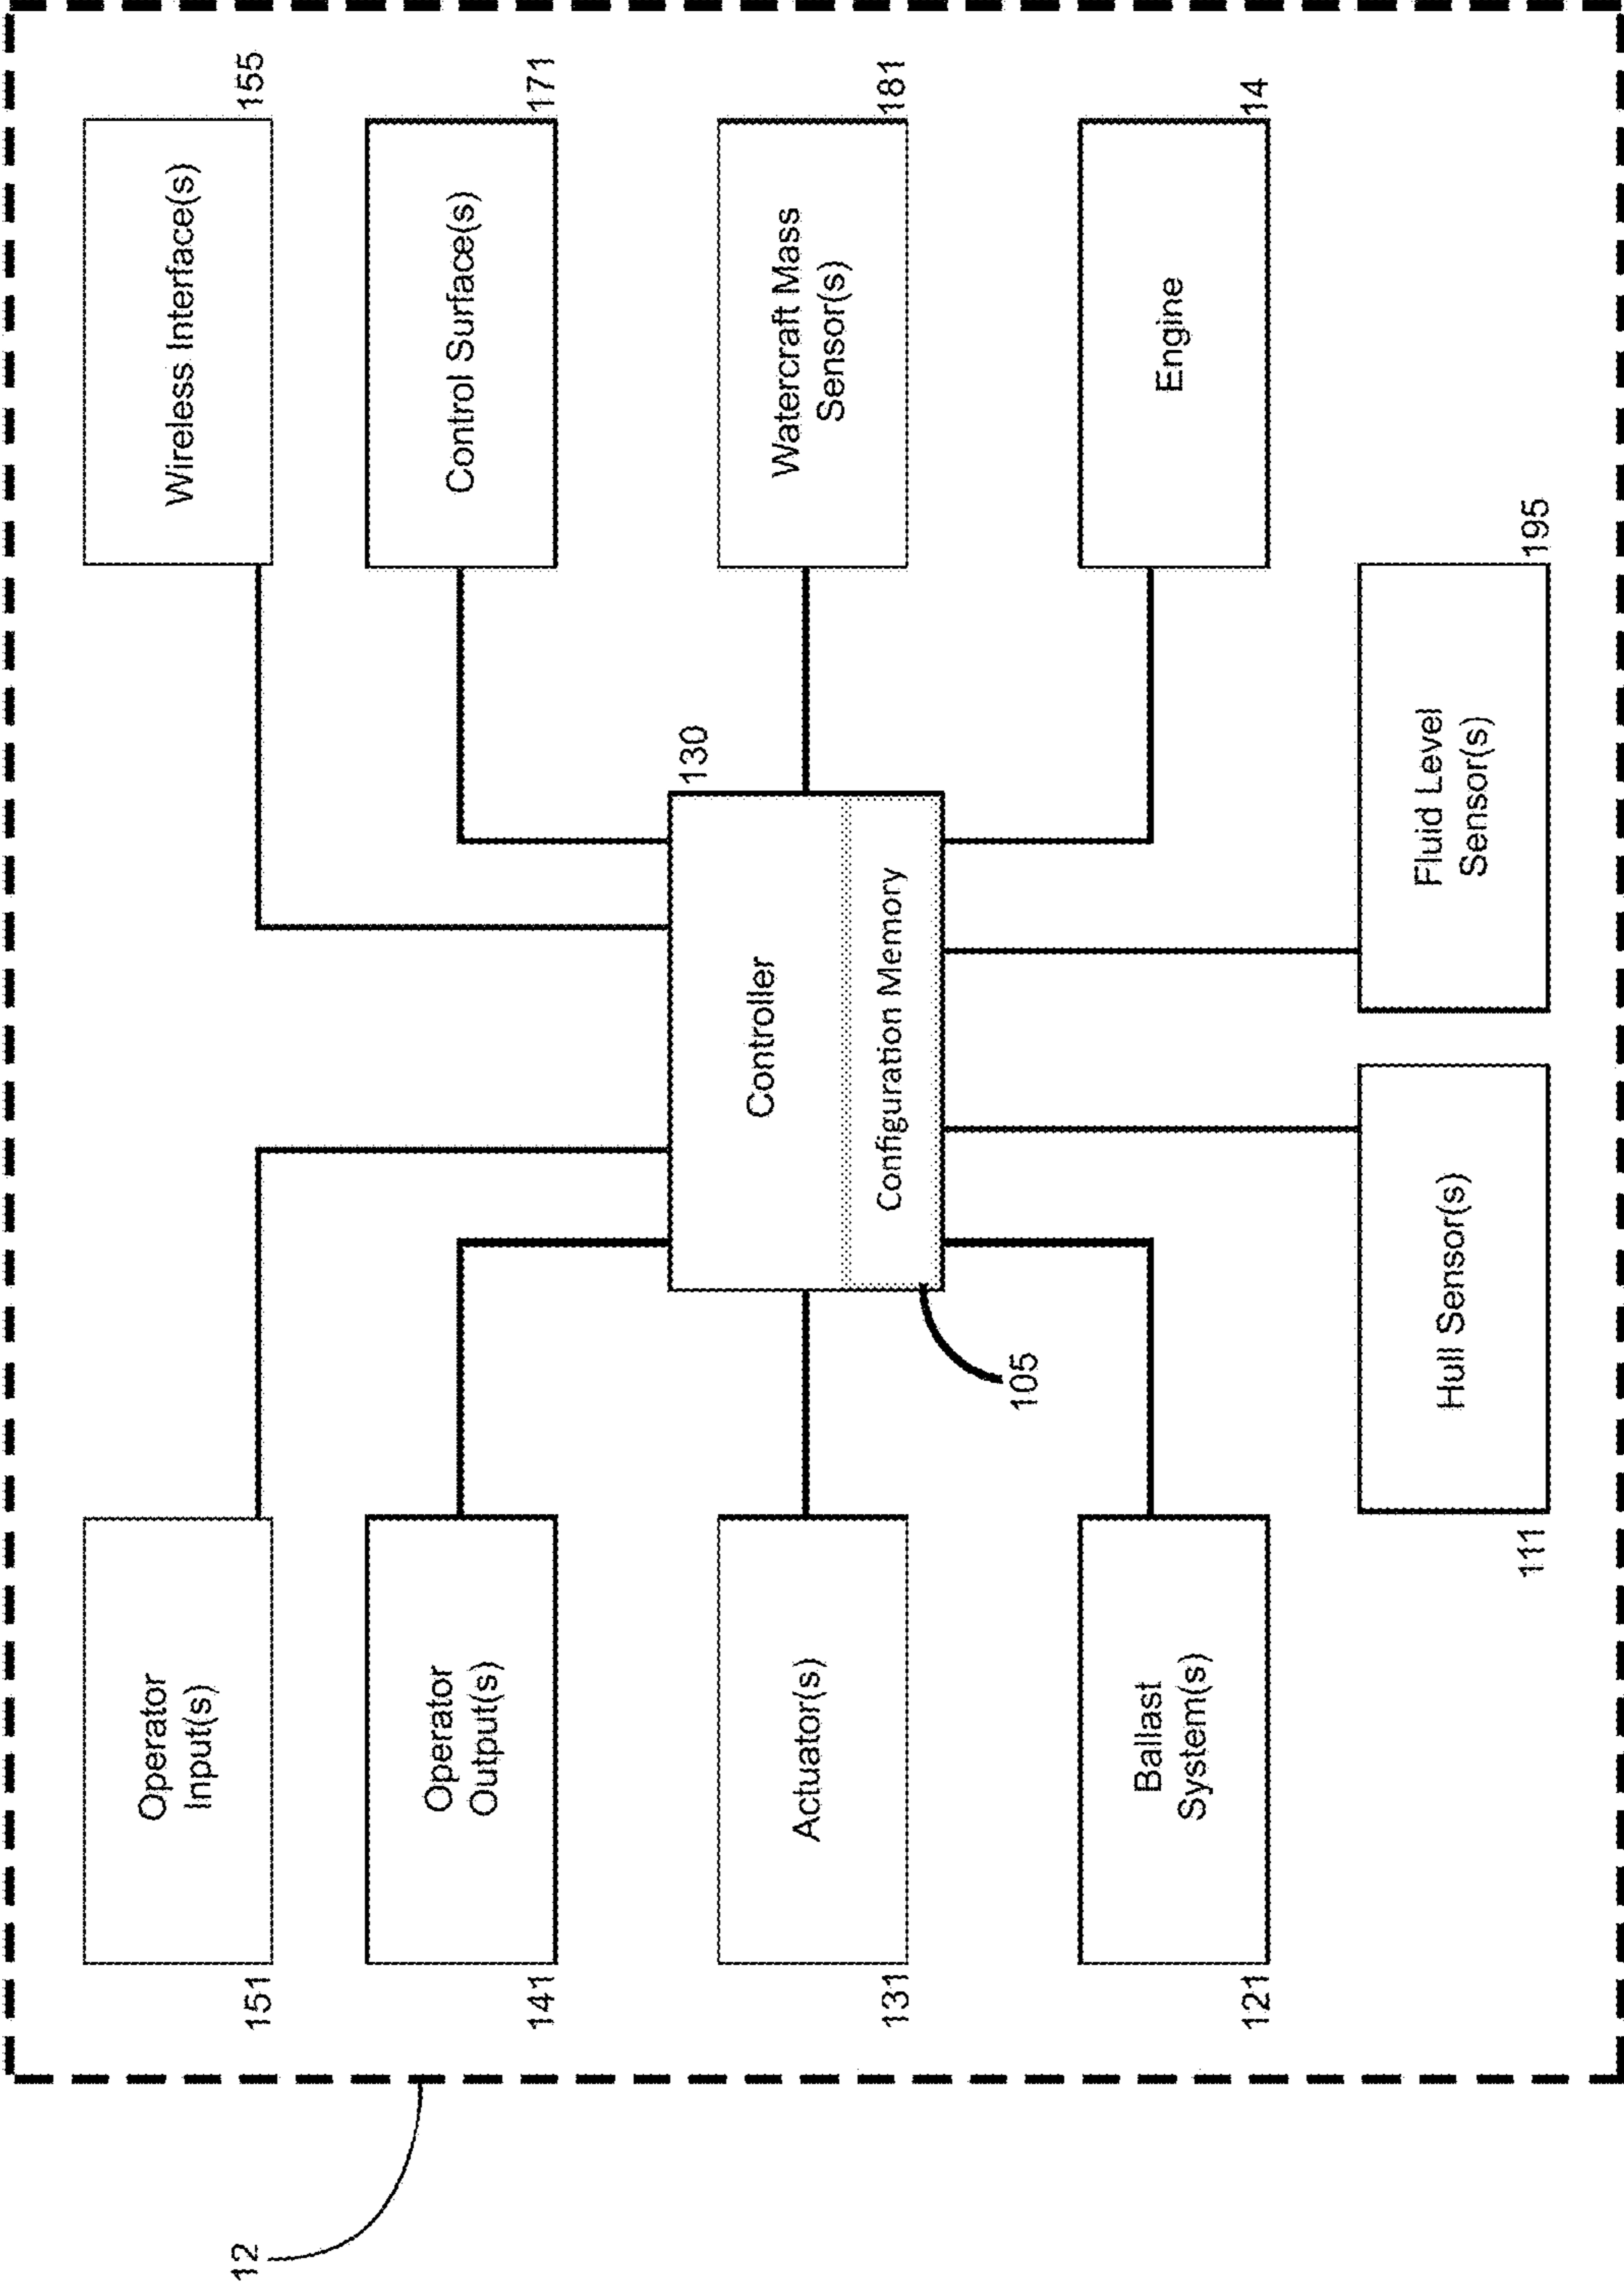 12
Operator
Input(s)
151
Wireless Interface(s)
155
Operator
Output(s)
141
Control Surface(s)
171
130
Controller
Configuration Memory
105
Actuator(s)
131
Watercraft Mass
Sensor(s)
181
Ballast
System(s)
121
Engine
14
Hull Sensor(s)
111
Fluid Level
Sensor(s)
195